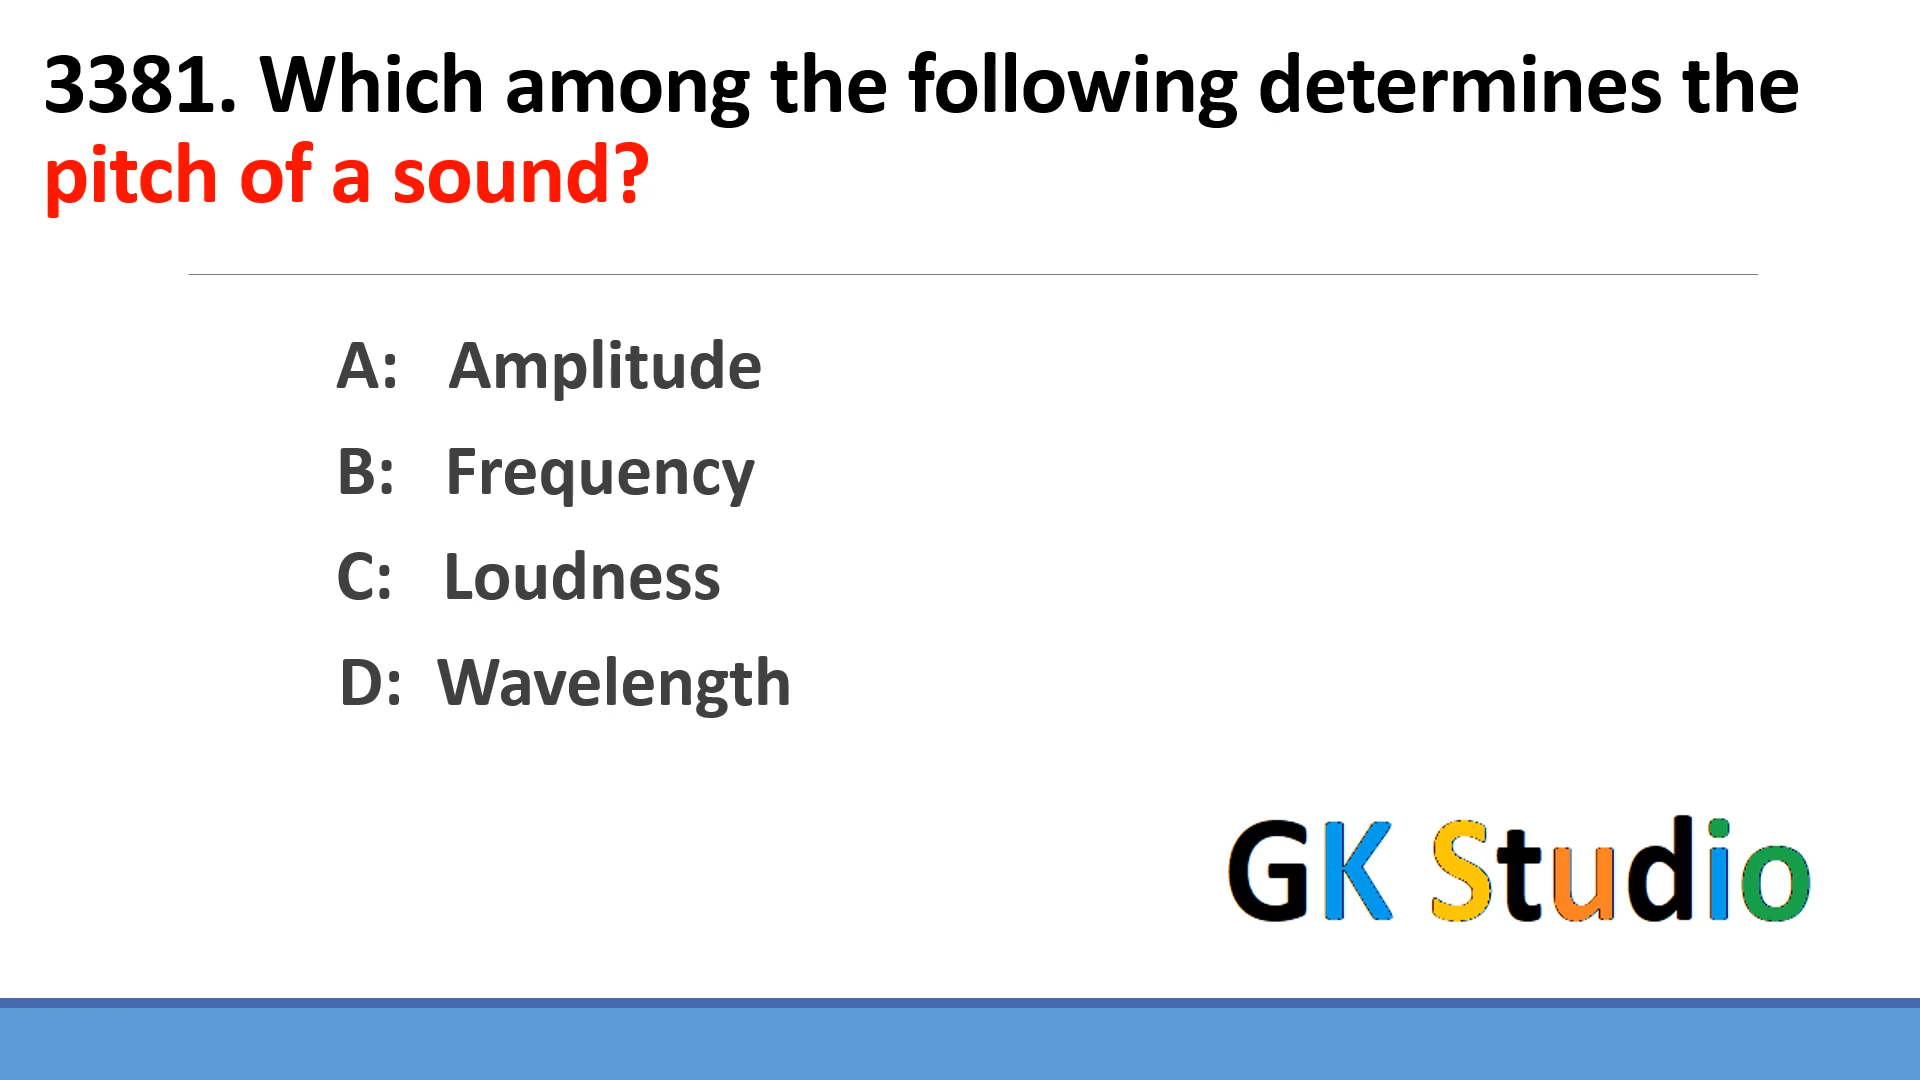 3381. Which among the following determines the
pitch of a sound?
A: Amplitude
B: Frequency
C: Loudness
D: Wavelength
GK Studio